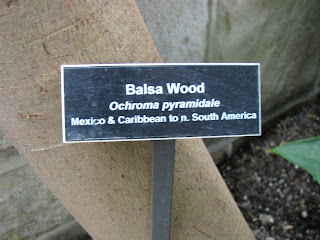 Balsa Wood
Ochroma pyramidale
Mexico & Caribbean to n. South America